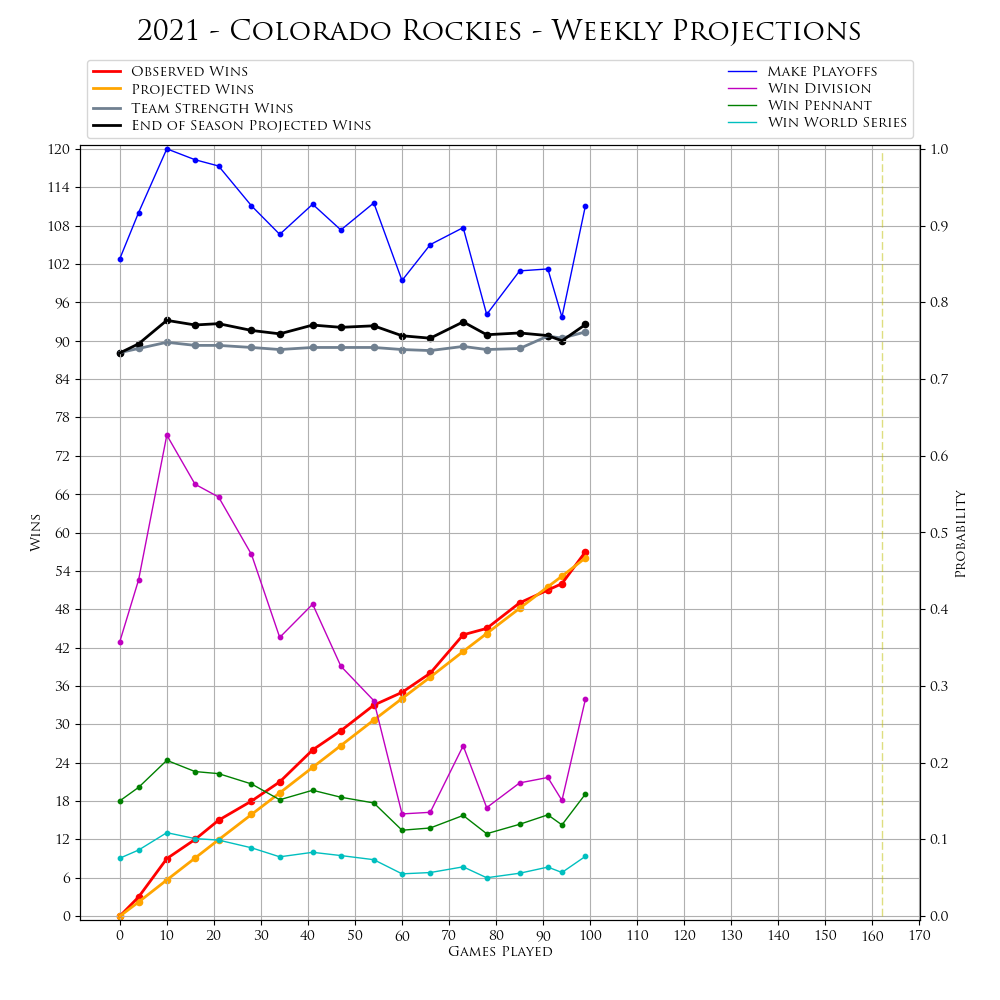 2021 - Colorado Rockies - Weekly Projections
Observed Wins
Projected Wins
Team Strength Wins
End of Season Projected Wins
Make Playoffs
Win Division
Win Pennant
Win World Series
120
114
108
102
96
90
84
78
72
66
60
54
48
42
36
30
24
18
12
6
0
Wins
1.0
0.9
0.8
0.7
0.6
0.5
0.4
0.3
0.2
0.1
0.0
Probability
0 10 20 30 40 50 60 70 80 90 100 110 120 130 140 150 160 170
Games Played